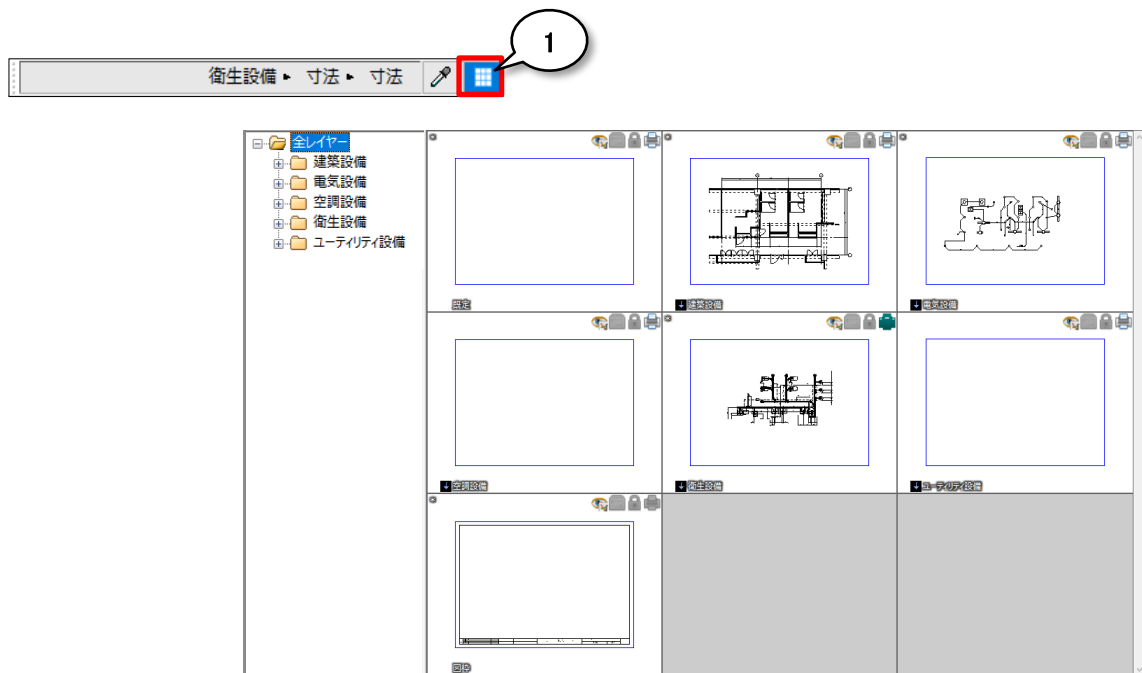 1
衛生設備 ▸ 寸法 ▸ 寸法
全レイヤー
建築設備
電気設備
空調設備
衛生設備
ユーティリティ設備
既定
建築設備
電気設備
空調設備
衛生設備
ユーティリティ設備
図枠